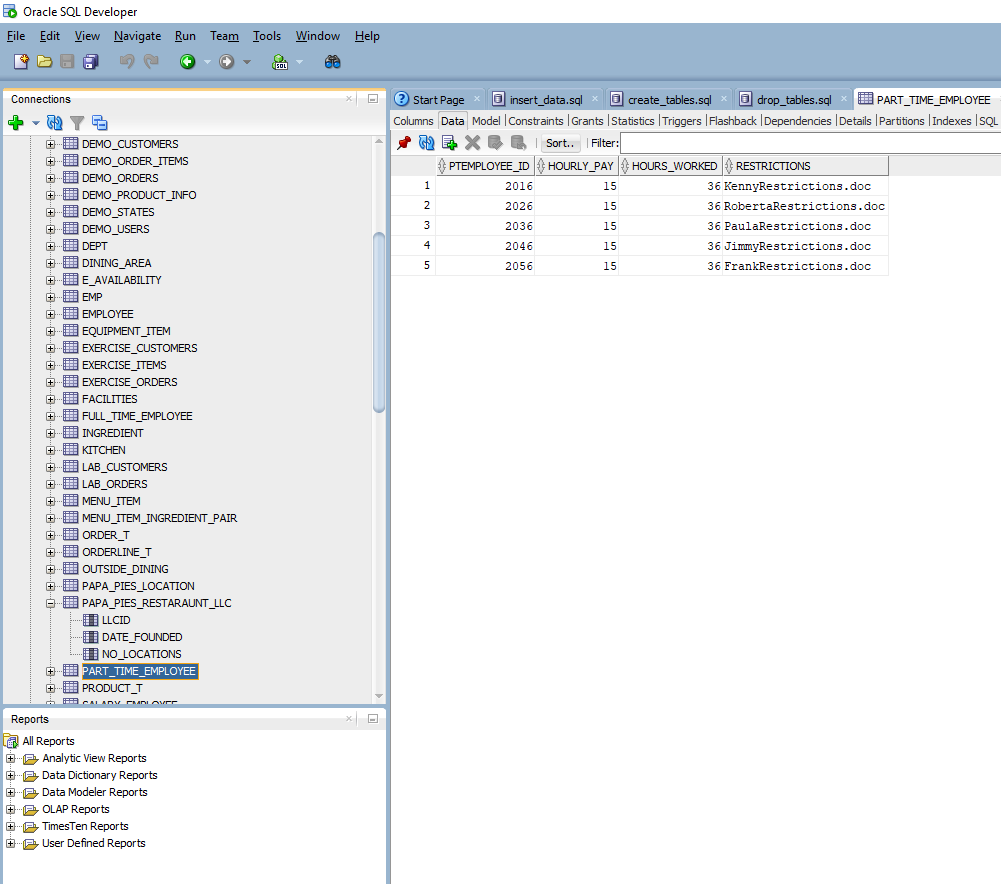 Oracle SQL Developer
File Edit View Navigate Run Team Tools Window Help
SQL
Connections
DEMO_CUSTOMERS
DEMO_ORDER_ITEMS
DEMO_ORDERS
DEMO_PRODUCT_INFO
DEMO_STATES
DEMO_USERS
DEPT
DINING_AREA
E_AVAILABILITY
EMP
EMPLOYEE
EQUIPMENT_ITEM
EXERCISE_CUSTOMERS
EXERCISE_ITEMS
EXERCISE_ORDERS
FACILITIES
FULL_TIME_EMPLOYEE
INGREDIENT
KITCHEN
LAB_CUSTOMERS
LAB_ORDERS
MENU_ITEM
MENU_ITEM_INGREDIENT_PAIR
ORDER_T
ORDERLINE_T
OUTSIDE_DINING
PAPA_PIES_LOCATION
PAPA_PIES_RESTARAUNT_LLC
LLCID
DATE_FOUNDED
NO_LOCATIONS
PART_TIME_EMPLOYEE
PRODUCT_T
SALARY_EMPLOYEE
Reports
All Reports
Analytic View Reports
Data Dictionary Reports
Data Modeler Reports
OLAP Reports
TimesTen Reports
User Defined Reports
Start Page insert_data.sql create_tables.sql drop_tables.sql PART_TIME_EMPLOYEE
Columns Data Model Constraints Grants Statistics Triggers Flashback Dependencies Details Partitions Indexes SQL
Sort.. Filter:
PTEMPLOYEE_ID HOURLY_PAY HOURS_WORKED RESTRICTIONS
1 2016 15 36 KennyRestrictions.doc
2 2026 15 36 RobertaRestrictions.doc
3 2036 15 36 PaulaRestrictions.doc
4 2046 15 36 JimmyRestrictions.doc
5 2056 15 36 FrankRestrictions.doc